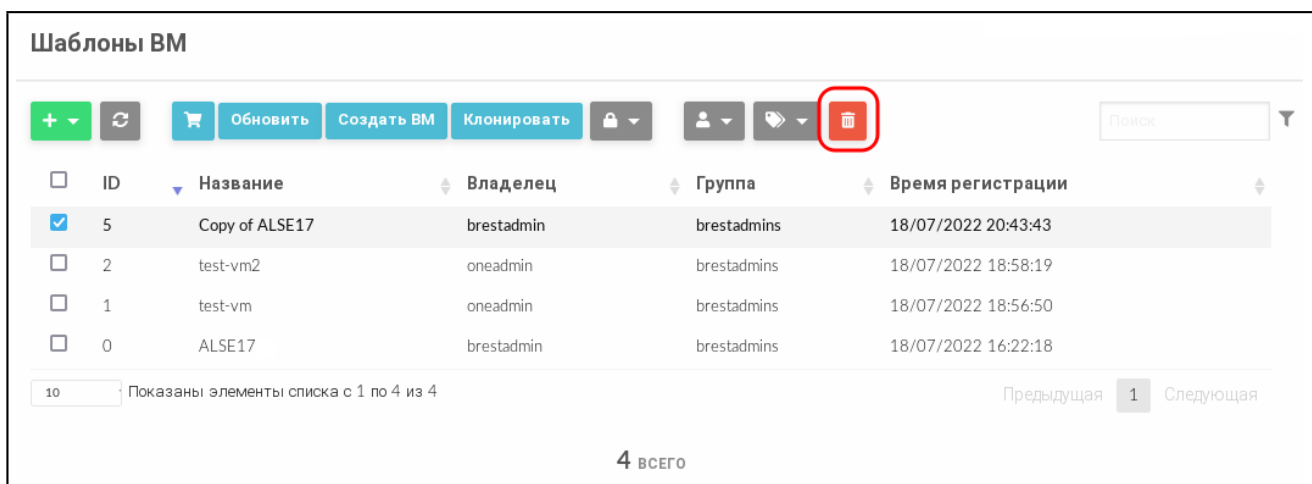 Шаблоны ВМ
Обновить Создать ВМ Клонировать Поиск
ID Название Владелец Группа Время регистрации
5 Copy of ALSE17 brestadmin brestadmins 18/07/2022 20:43:43
2 test-vm2 oneadmin brestadmins 18/07/2022 18:58:19
1 test-vm oneadmin brestadmins 18/07/2022 18:56:50
0 ALSE17 brestadmin brestadmins 18/07/2022 16:22:18
10 Показаны элементы списка с 1 по 4 из 4 Предыдущая 1 Следующая
4 ВСЕГО